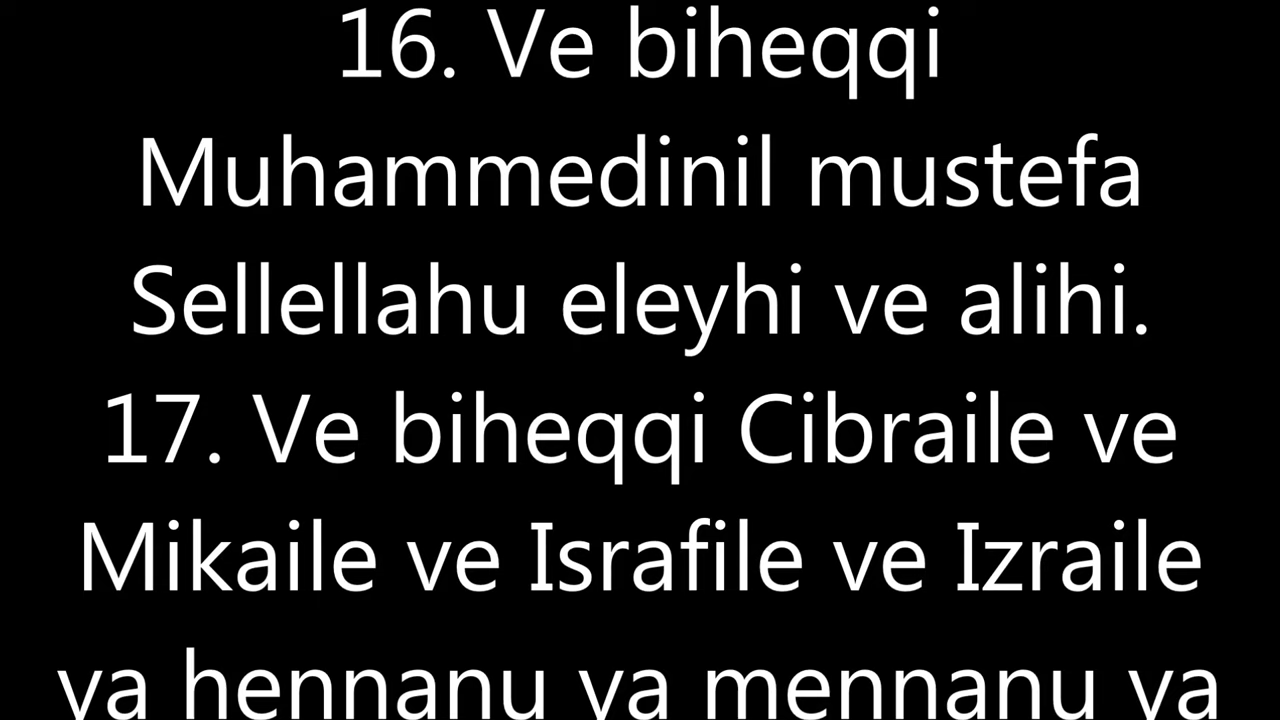 16. Ve biheqqi
Muhammedinil mustefa
Sellellahu eleyhi ve alihi.
17. Ve biheqqi Cibraile ve
Mikaile ve Israfile ve Izraile
ya hennanu ya mennanu ya